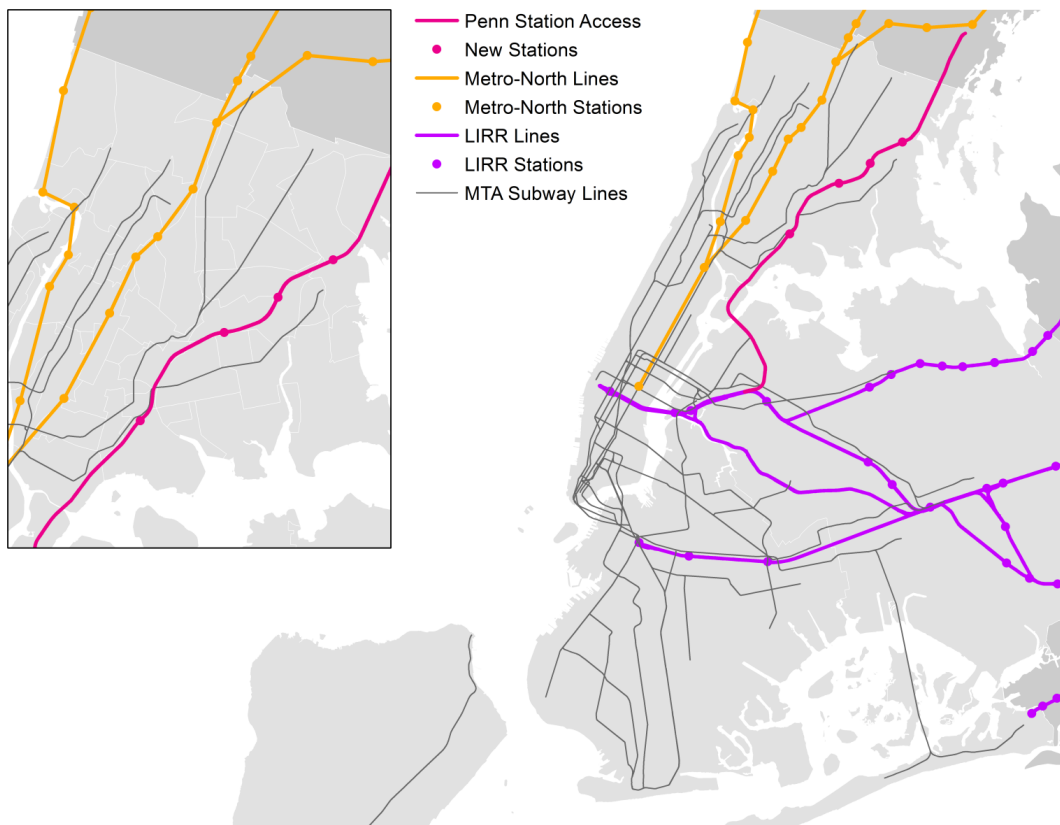 Penn Station Access
New Stations
Metro-North Lines
Metro-North Stations
LIRR Lines
LIRR Stations
MTA Subway Lines